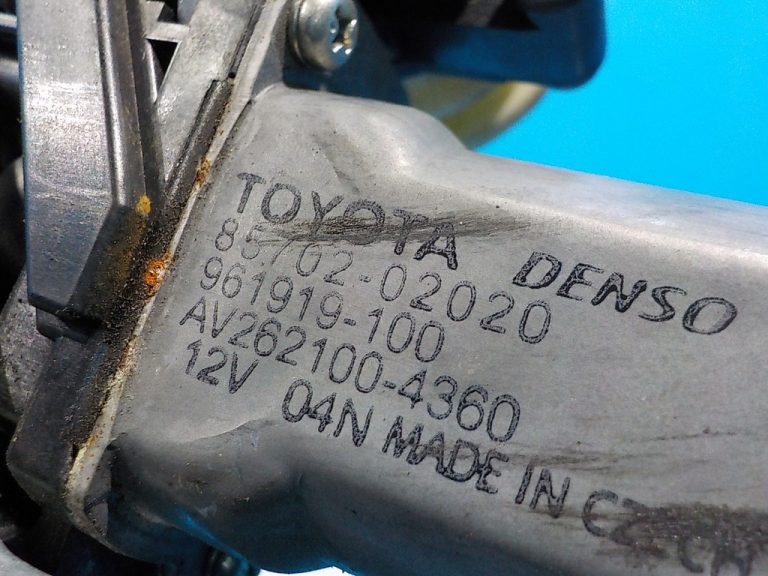 TOYOTA DENSO
85702-02020
961919-100
AV262100-4360
12V 04N MADE IN